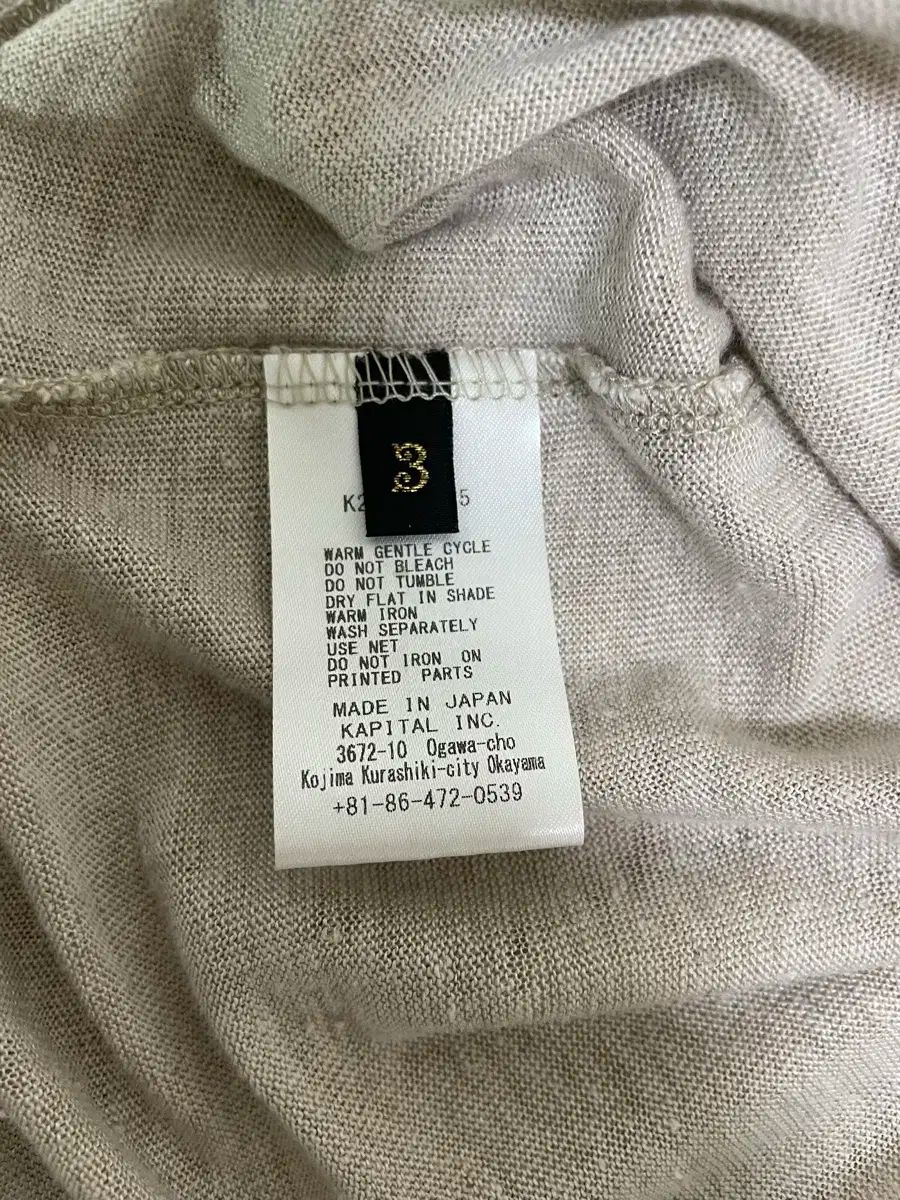 3
K2 5
WARM GENTLE CYCLE
DO NOT BLEACH
DO NOT TUMBLE
DRY FLAT IN SHADE
WARM IRON
WASH SEPARATELY
USE NET
DO NOT IRON ON
PRINTED PARTS
MADE IN JAPAN
KAPITAL INC.
3672-10 Ogawa-cho
Kojima Kurashiki-city Okayama
+81-86-472-0539